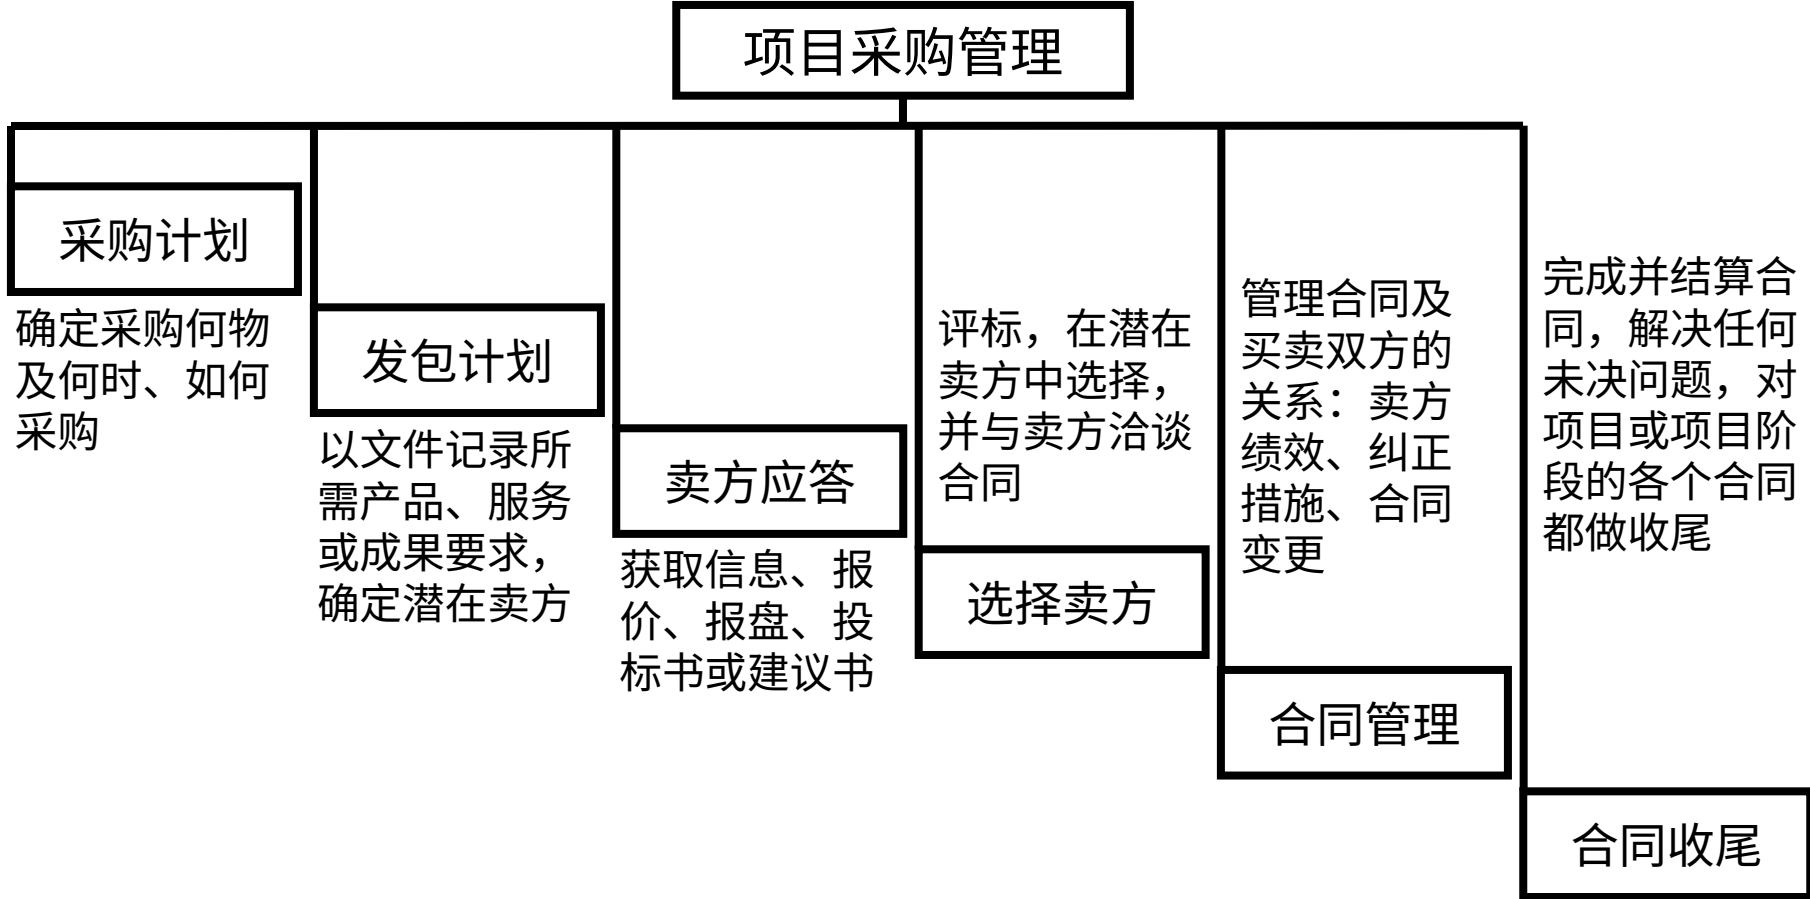 项目采购管理
采购计划
确定采购何物
及何时、如何
采购
发包计划
以文件记录所
需产品、服务
或成果要求，
确定潜在卖方
卖方应答
获取信息、报
价、报盘、投
标书或建议书
评标，在潜在
卖方中选择，
并与卖方洽谈
合同
选择卖方
管理合同及
买卖双方的
关系：卖方
绩效、纠正
措施、合同
变更
合同管理
完成并结算合
同，解决任何
未决问题，对
项目或项目阶
段的各个合同
都做收尾
合同收尾